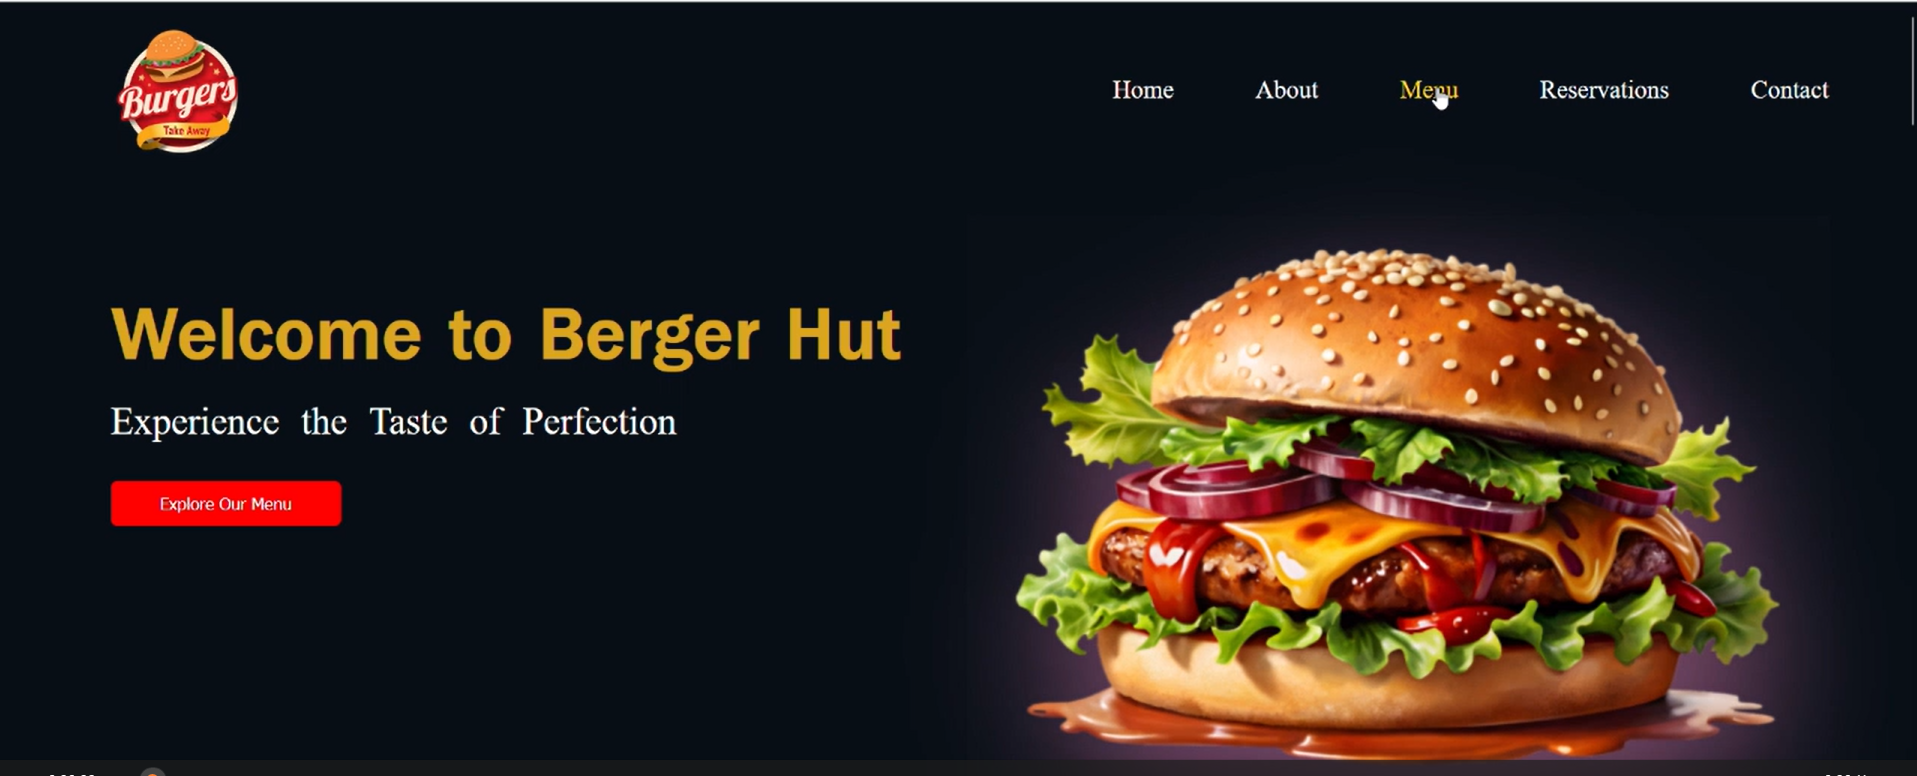 Burgers
Take Away
Home About Menu Reservations Contact
Welcome to Berger Hut
Experience the Taste of Perfection
Explore Our Menu